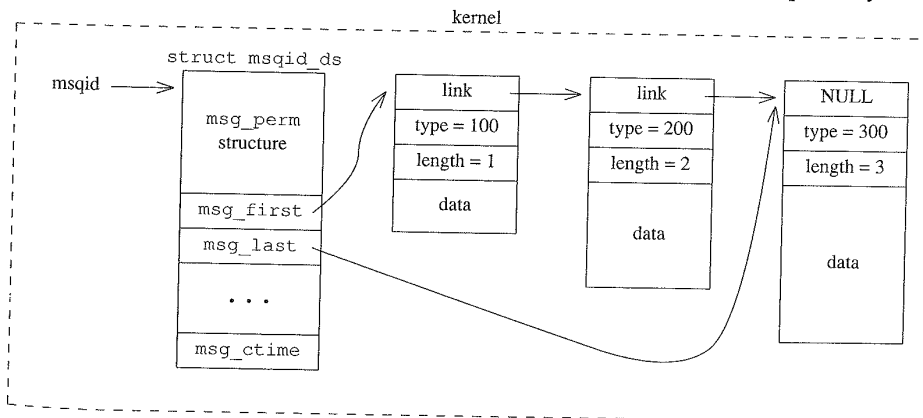 kernel
struct msqid_ds
msqid
msg_perm
structure
msg_first
msg_last
. . .
msg_ctime
link
type = 100
length = 1
data
link
type = 200
length = 2
data
NULL
type = 300
length = 3
data